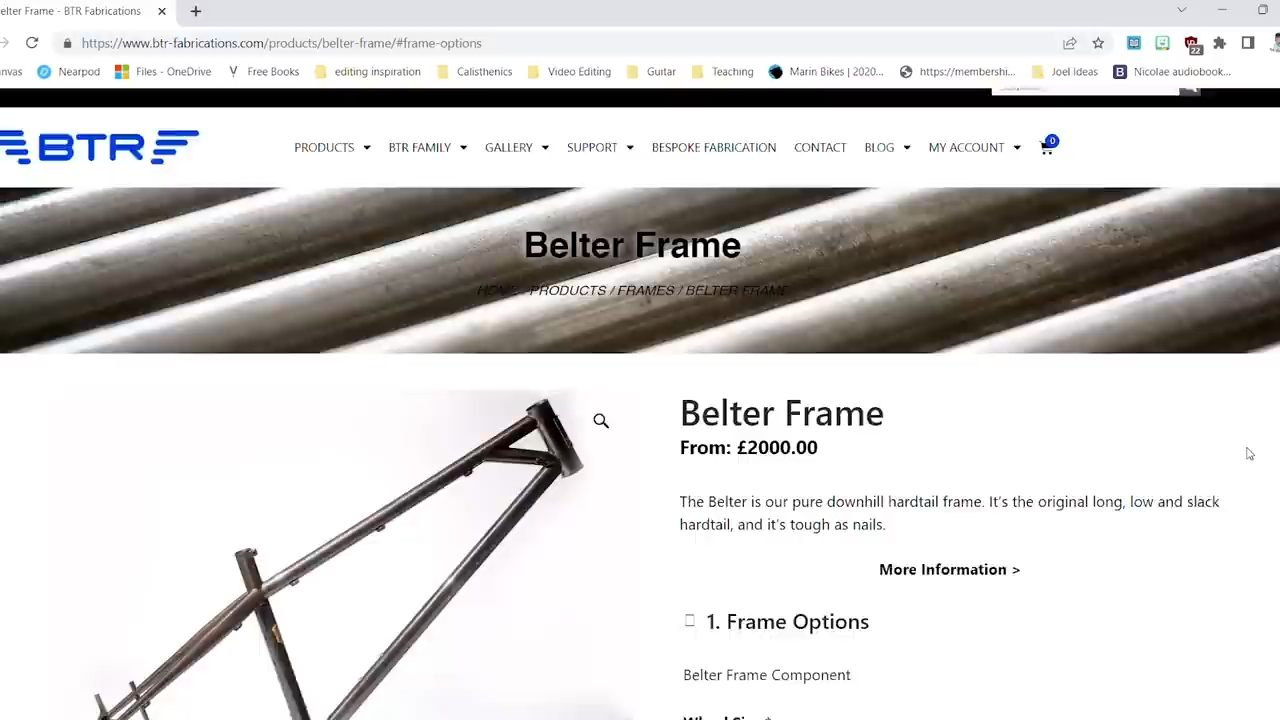 elter Frame - BTR Fabrications
https://www.btr-fabrications.com/products/belter-frame/#frame-options
22
nvas
Nearpod
Files - OneDrive
Free Books
editing inspiration
Calisthenics
Video Editing
Guitar
Teaching
Marin Bikes | 2020...
https://membershi...
Joel Ideas
B
Nicolae audiobook...
BTR
PRODUCTS
BTR FAMILY
GALLERY
SUPPORT
BESPOKE FABRICATION
CONTACT
BLOG
MY ACCOUNT
0
Belter Frame
HOME / PRODUCTS / FRAMES / BELTER FRAME
Belter Frame
From: £2000.00
The Belter is our pure downhill hardtail frame. It’s the original long, low and slack
hardtail, and it’s tough as nails.
More Information >
1. Frame Options
Belter Frame Component